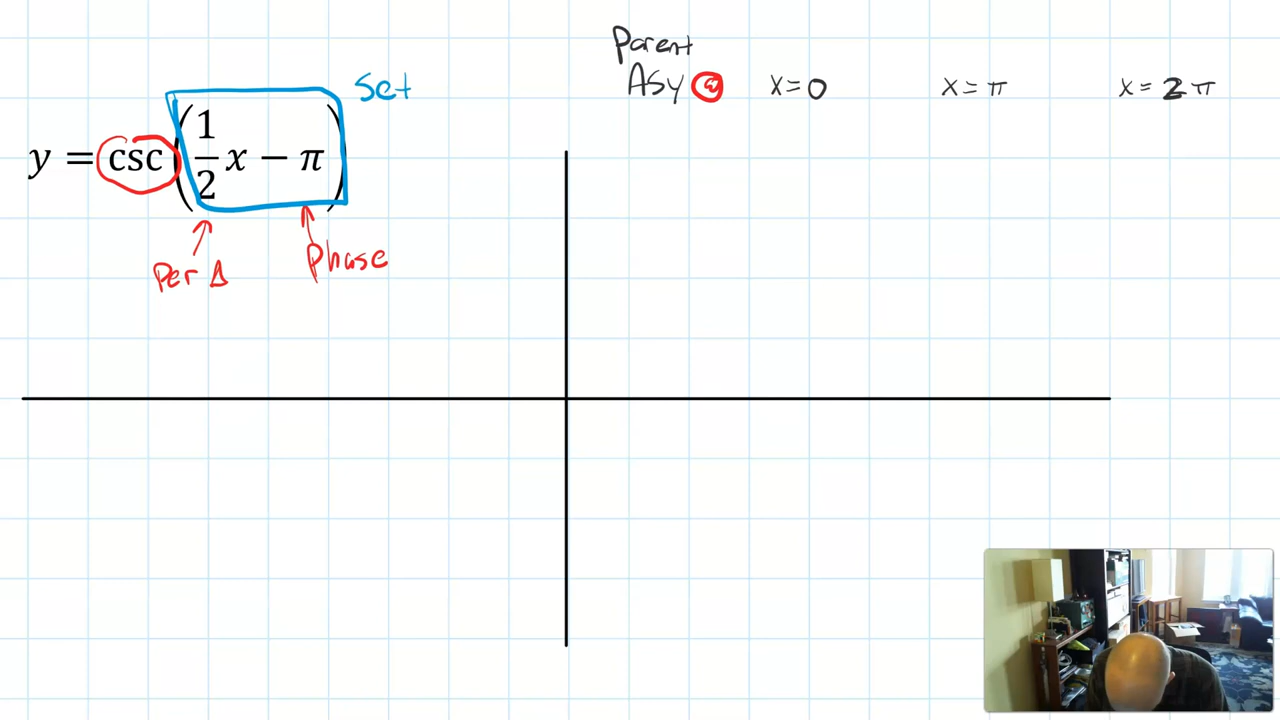 Parent
Asy @ x=0 x=π x=2π
Set
y = csc(1/2 x − π)
Per Δ
Phase